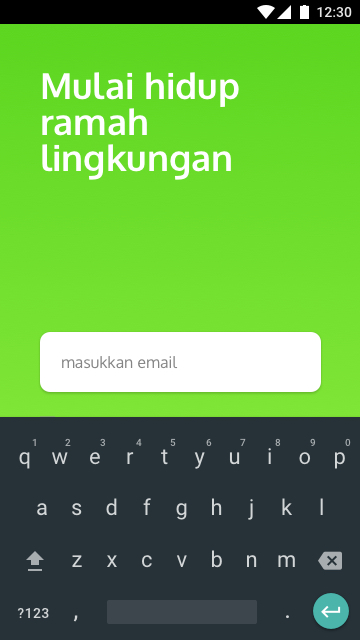 12:30
Mulai hidup
ramah
lingkungan
masukkan email
1 2 3 4 5 6 7 8 9 0
q w e r t y u i o p
a s d f g h j k l
z x c v b n m
?123 , .